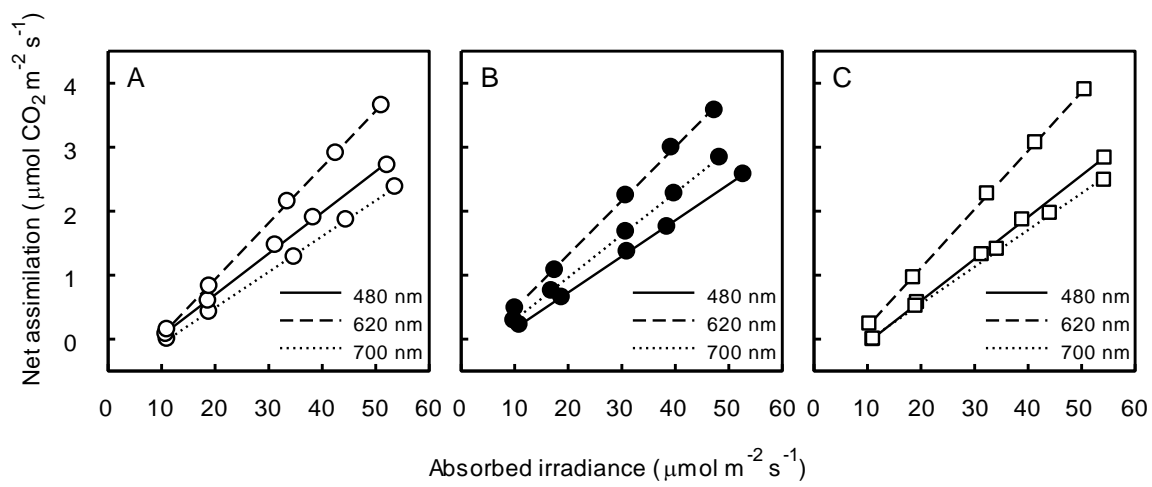 Net assimilation (μmol CO₂ m⁻² s⁻¹)
4
3
2
1
0
A
480 nm
620 nm
700 nm
0 10 20 30 40 50 60
B
480 nm
620 nm
700 nm
0 10 20 30 40 50 60
C
480 nm
620 nm
700 nm
0 10 20 30 40 50 60
Absorbed irradiance (μmol m⁻² s⁻¹)